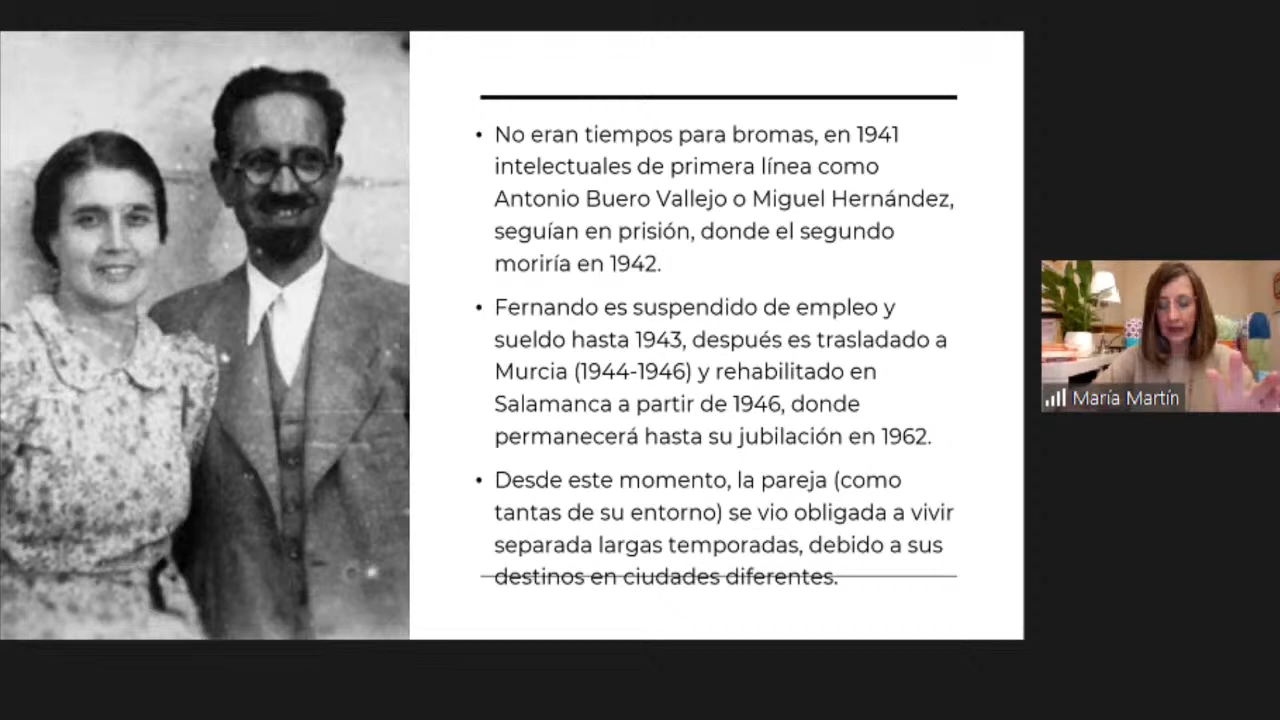 • No eran tiempos para bromas, en 1941
intelectuales de primera línea como
Antonio Buero Vallejo o Miguel Hernández,
seguían en prisión, donde el segundo
moriría en 1942.
• Fernando es suspendido de empleo y
sueldo hasta 1943, después es trasladado a
Murcia (1944-1946) y rehabilitado en
Salamanca a partir de 1946, donde
permanecerá hasta su jubilación en 1962.
• Desde este momento, la pareja (como
tantas de su entorno) se vio obligada a vivir
separada largas temporadas, debido a sus
destinos en ciudades diferentes.
María Martín